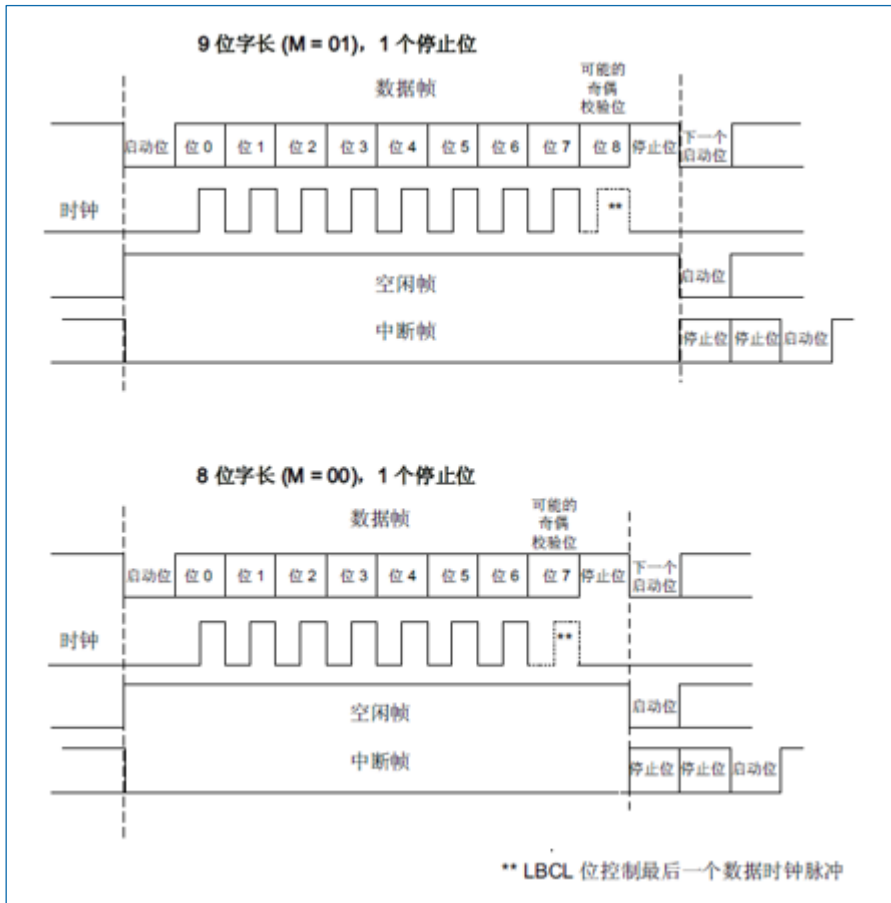 9 位字长 (M = 01)，1 个停止位
数据帧
可能的
奇偶
校验位
启动位 位 0 位 1 位 2 位 3 位 4 位 5 位 6 位 7 位 8 停止位 下一个
启动位
时钟
**
空闲帧
启动位
中断帧
停止位 停止位 启动位
8 位字长 (M = 00)，1 个停止位
数据帧
可能的
奇偶
校验位
启动位 位 0 位 1 位 2 位 3 位 4 位 5 位 6 位 7 停止位 下一个
启动位
时钟
**
空闲帧
启动位
中断帧
停止位 停止位 启动位
** LBCL 位控制最后一个数据时钟脉冲